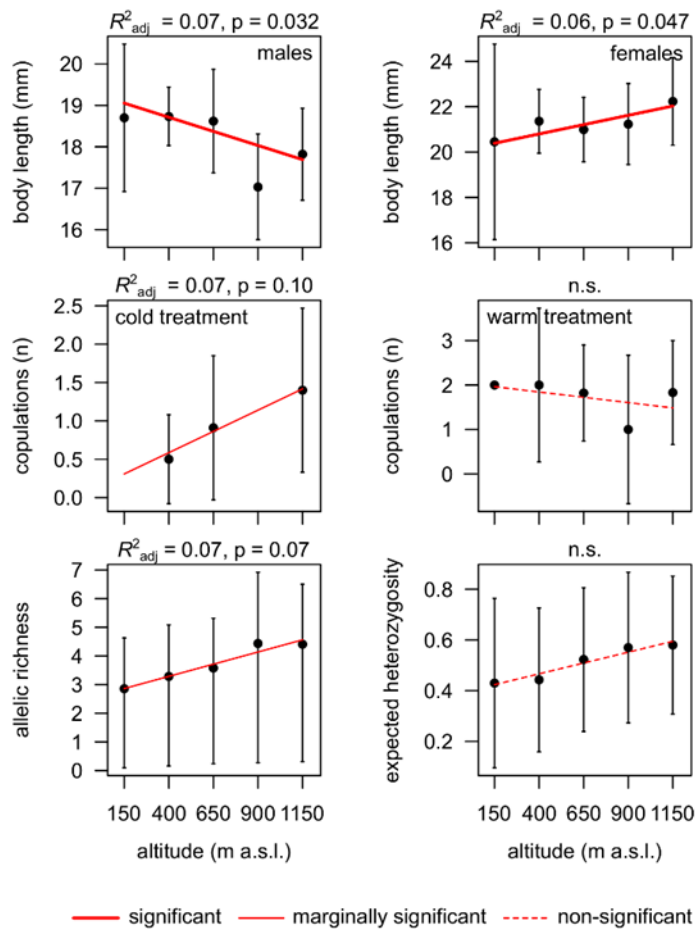 R²adj = 0.07, p = 0.032
males
body length (mm)
20
19
18
17
16
R²adj = 0.06, p = 0.047
females
body length (mm)
24
22
20
18
16
R²adj = 0.07, p = 0.10
cold treatment
copulations (n)
2.5
2.0
1.5
1.0
0.5
0.0
n.s.
warm treatment
copulations (n)
3
2
1
0
R²adj = 0.07, p = 0.07
allelic richness
7
6
5
4
3
2
1
0
150 400 650 900 1150
altitude (m a.s.l.)
n.s.
expected heterozygosity
0.8
0.6
0.4
0.2
150 400 650 900 1150
altitude (m a.s.l.)
significant marginally significant non-significant